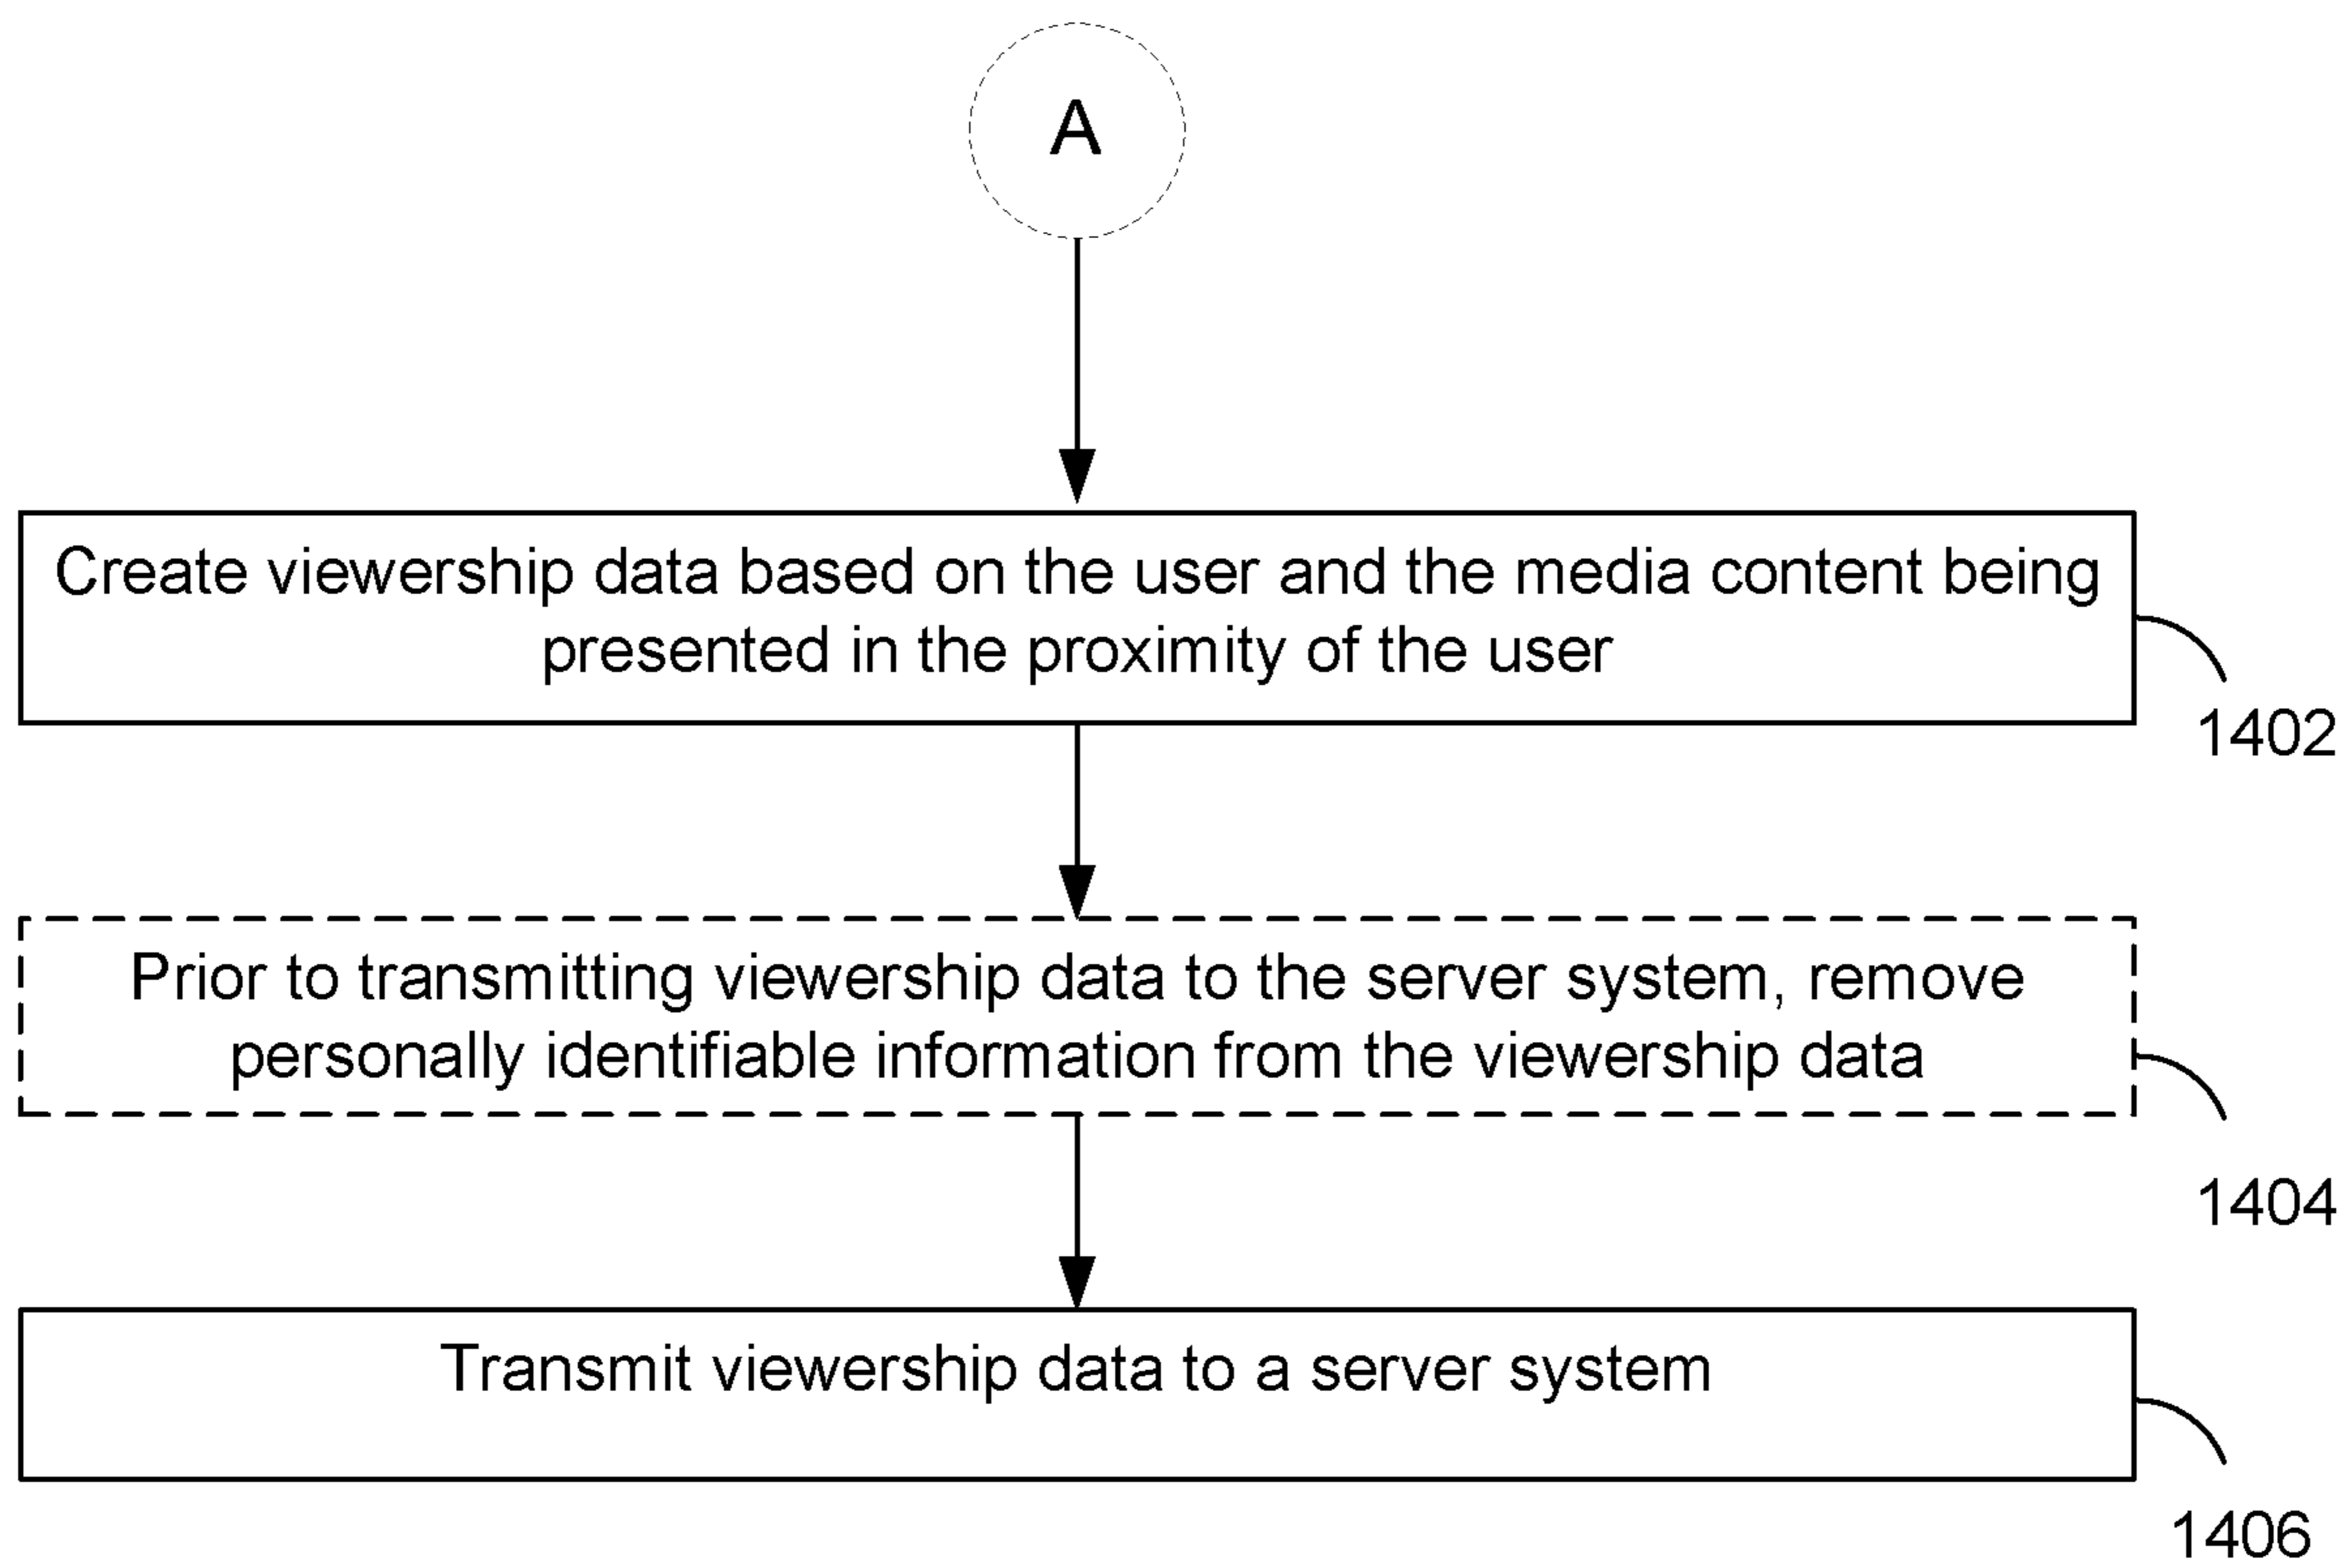 A
Create viewership data based on the user and the media content being
presented in the proximity of the user
1402
Prior to transmitting viewership data to the server system, remove
personally identifiable information from the viewership data
1404
Transmit viewership data to a server system
1406